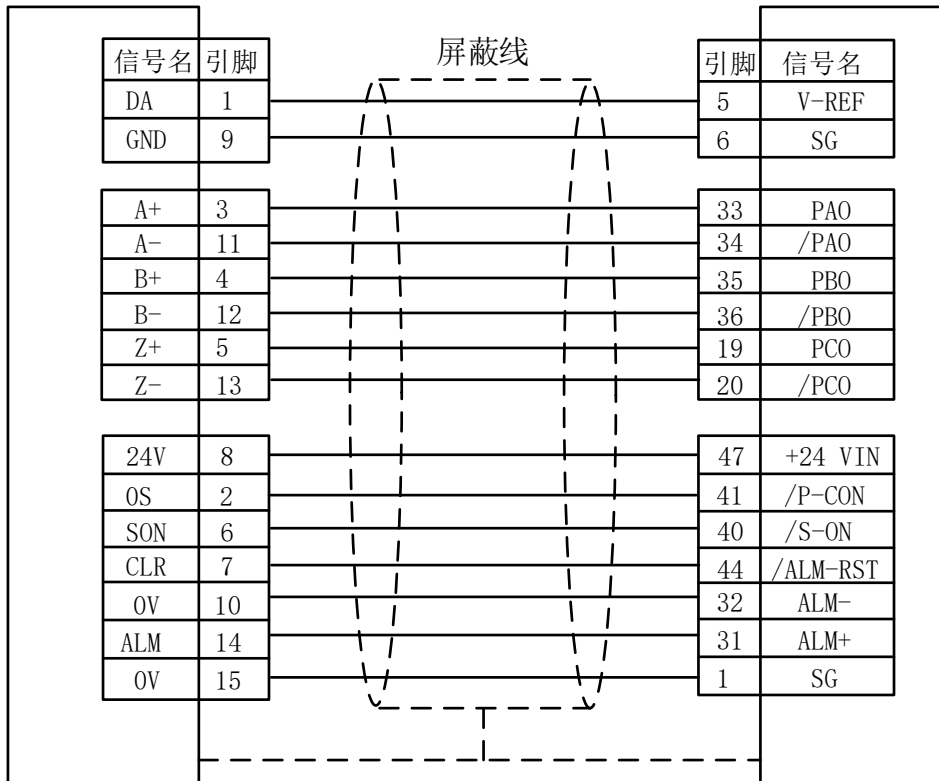 屏蔽线
信号名 引脚 引脚 信号名
DA 1 5 V-REF
GND 9 6 SG
A+ 3 33 PAO
A- 11 34 /PAO
B+ 4 35 PBO
B- 12 36 /PBO
Z+ 5 19 PCO
Z- 13 20 /PCO
24V 8 47 +24 VIN
OS 2 41 /P-CON
SON 6 40 /S-ON
CLR 7 44 /ALM-RST
0V 10 32 ALM-
ALM 14 31 ALM+
0V 15 1 SG